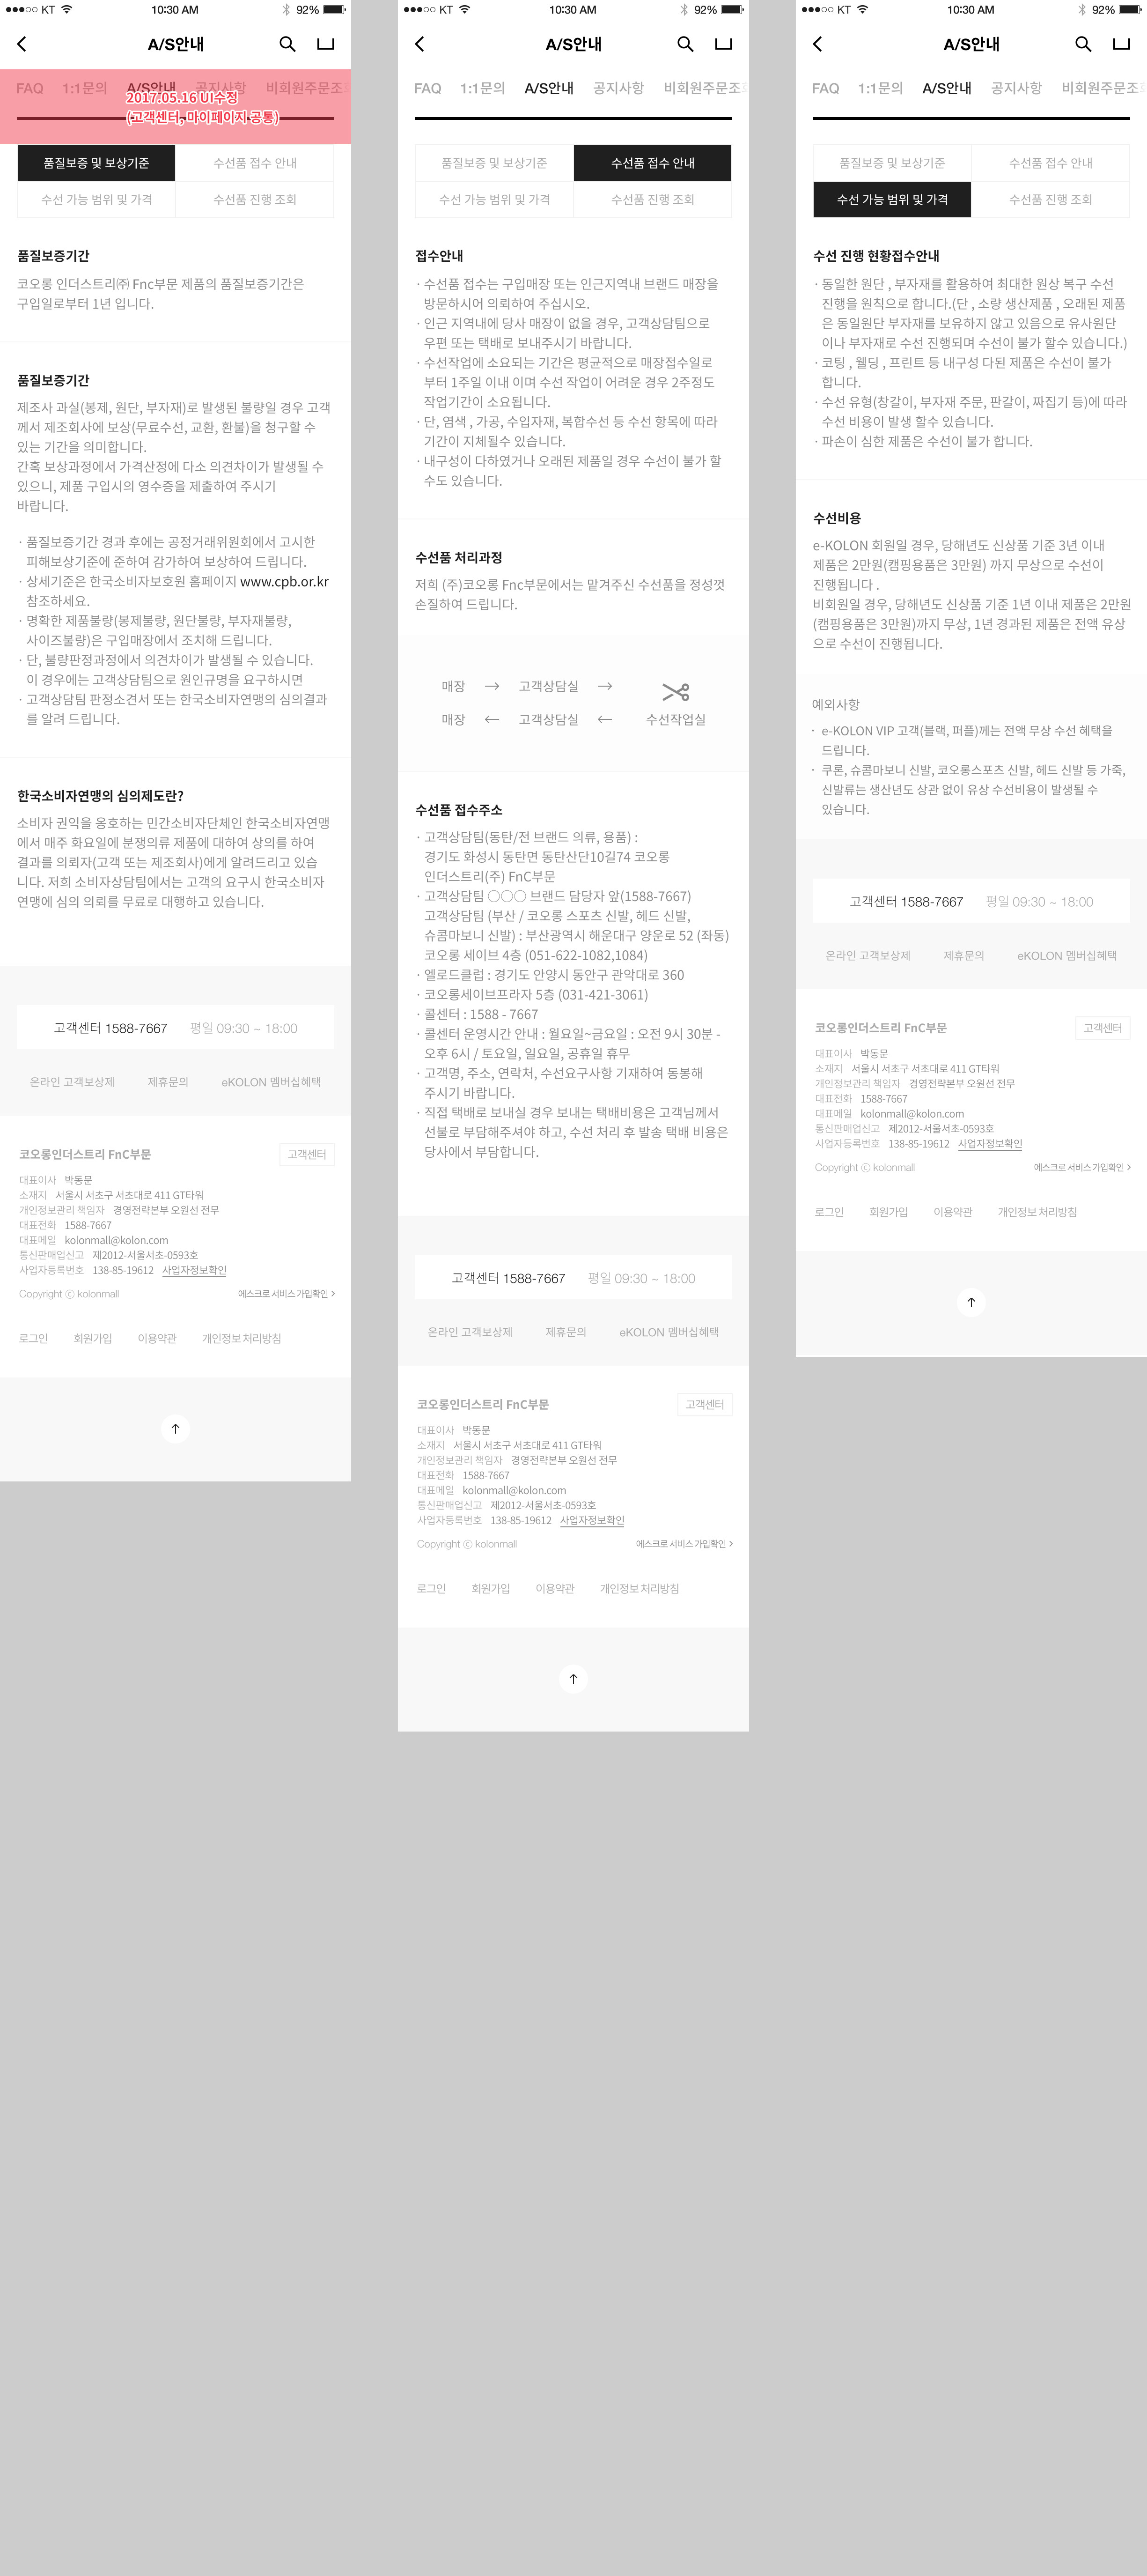 KT 10:30 AM 92%
A/S안내
FAQ 1:1문의 A/S안내 공지사항 비회원주문조
2017.05.16 UI수정
(고객센터, 마이페이지 공통)
품질보증 및 보상기준 수선품 접수 안내
수선 가능 범위 및 가격 수선품 진행 조회
품질보증기간
코오롱 인더스트리㈜ Fnc부문 제품의 품질보증기간은
구입일로부터 1년 입니다.
품질보증기간
제조사 과실(봉제, 원단, 부자재)로 발생된 불량일 경우 고객
께서 제조회사에 보상(무료수선, 교환, 환불)을 청구할 수
있는 기간을 의미합니다.
간혹 보상과정에서 가격산정에 다소 의견차이가 발생될 수
있으니, 제품 구입시의 영수증을 제출하여 주시기
바랍니다.
· 품질보증기간 경과 후에는 공정거래위원회에서 고시한
피해보상기준에 준하여 감가하여 보상하여 드립니다.
· 상세기준은 한국소비자보호원 홈페이지 www.cpb.or.kr
참조하세요.
· 명확한 제품불량(봉제불량, 원단불량, 부자재불량,
사이즈불량)은 구입매장에서 조치해 드립니다.
· 단, 불량판정과정에서 의견차이가 발생될 수 있습니다.
이 경우에는 고객상담팀으로 원인규명을 요구하시면
· 고객상담팀 판정소견서 또는 한국소비자연맹의 심의결과
를 알려 드립니다.
한국소비자연맹의 심의제도란?
소비자 권익을 옹호하는 민간소비자단체인 한국소비자연맹
에서 매주 화요일에 분쟁의류 제품에 대하여 상의를 하여
결과를 의뢰자(고객 또는 제조회사)에게 알려드리고 있습
니다. 저희 소비자상담팀에서는 고객의 요구시 한국소비자
연맹에 심의 의뢰를 무료로 대행하고 있습니다.
고객센터 1588-7667 평일 09:30 ~ 18:00
온라인 고객보상제 제휴문의 eKOLON 멤버십혜택
코오롱인더스트리 FnC부문 고객센터
대표이사 박동문
소재지 서울시 서초구 서초대로 411 GT타워
개인정보관리 책임자 경영전략본부 오원선 전무
대표전화 1588-7667
대표메일 kolonmall@kolon.com
통신판매업신고 제2012-서울서초-0593호
사업자등록번호 138-85-19612 사업자정보확인
Copyright ⓒ kolonmall 에스크로 서비스 가입확인 >
로그인 회원가입 이용약관 개인정보 처리방침
KT 10:30 AM 92%
A/S안내
FAQ 1:1문의 A/S안내 공지사항 비회원주문조
품질보증 및 보상기준 수선품 접수 안내
수선 가능 범위 및 가격 수선품 진행 조회
접수안내
· 수선품 접수는 구입매장 또는 인근지역내 브랜드 매장을
방문하시어 의뢰하여 주십시오.
· 인근 지역내에 당사 매장이 없을 경우, 고객상담팀으로
우편 또는 택배로 보내주시기 바랍니다.
· 수선작업에 소요되는 기간은 평균적으로 매장접수일로
부터 1주일 이내 이며 수선 작업이 어려운 경우 2주정도
작업기간이 소요됩니다.
· 단, 염색 , 가공, 수입자재, 복합수선 등 수선 항목에 따라
기간이 지체될수 있습니다.
· 내구성이 다하였거나 오래된 제품일 경우 수선이 불가 할
수도 있습니다.
수선품 처리과정
저희 (주)코오롱 Fnc부문에서는 맡겨주신 수선품을 정성껏
손질하여 드립니다.
매장 → 고객상담실 →
매장 ← 고객상담실 ← 수선작업실
수선품 접수주소
· 고객상담팀(동탄/전 브랜드 의류, 용품) :
경기도 화성시 동탄면 동탄산단10길74 코오롱
인더스트리(주) FnC부문
· 고객상담팀 ○○○ 브랜드 담당자 앞(1588-7667)
고객상담팀 (부산 / 코오롱 스포츠 신발, 헤드 신발,
슈콤마보니 신발) : 부산광역시 해운대구 양운로 52 (좌동)
코오롱 세이브 4층 (051-622-1082,1084)
· 엘로드클럽 : 경기도 안양시 동안구 관악대로 360
· 코오롱세이브프라자 5층 (031-421-3061)
· 콜센터 : 1588 - 7667
· 콜센터 운영시간 안내 : 월요일~금요일 : 오전 9시 30분 -
오후 6시 / 토요일, 일요일, 공휴일 휴무
· 고객명, 주소, 연락처, 수선요구사항 기재하여 동봉해
주시기 바랍니다.
· 직접 택배로 보내실 경우 보내는 택배비용은 고객님께서
선불로 부담해주셔야 하고, 수선 처리 후 발송 택배 비용은
당사에서 부담합니다.
고객센터 1588-7667 평일 09:30 ~ 18:00
온라인 고객보상제 제휴문의 eKOLON 멤버십혜택
코오롱인더스트리 FnC부문 고객센터
대표이사 박동문
소재지 서울시 서초구 서초대로 411 GT타워
개인정보관리 책임자 경영전략본부 오원선 전무
대표전화 1588-7667
대표메일 kolonmall@kolon.com
통신판매업신고 제2012-서울서초-0593호
사업자등록번호 138-85-19612 사업자정보확인
Copyright ⓒ kolonmall 에스크로 서비스 가입확인 >
로그인 회원가입 이용약관 개인정보 처리방침
KT 10:30 AM 92%
A/S안내
FAQ 1:1문의 A/S안내 공지사항 비회원주문조
품질보증 및 보상기준 수선품 접수 안내
수선 가능 범위 및 가격 수선품 진행 조회
수선 진행 현황접수안내
· 동일한 원단 , 부자재를 활용하여 최대한 원상 복구 수선
진행을 원칙으로 합니다.(단 , 소량 생산제품 , 오래된 제품
은 동일원단 부자재를 보유하지 않고 있음으로 유사원단
이나 부자재로 수선 진행되며 수선이 불가 할수 있습니다.)
· 코팅 , 웰딩 , 프린트 등 내구성 다된 제품은 수선이 불가
합니다.
· 수선 유형(창갈이, 부자재 주문, 판갈이, 짜집기 등)에 따라
수선 비용이 발생 할수 있습니다.
· 파손이 심한 제품은 수선이 불가 합니다.
수선비용
e-KOLON 회원일 경우, 당해년도 신상품 기준 3년 이내
제품은 2만원(캠핑용품은 3만원) 까지 무상으로 수선이
진행됩니다 .
비회원일 경우, 당해년도 신상품 기준 1년 이내 제품은 2만원
(캠핑용품은 3만원)까지 무상, 1년 경과된 제품은 전액 유상
으로 수선이 진행됩니다.
예외사항
· e-KOLON VIP 고객(블랙, 퍼플)께는 전액 무상 수선 혜택을
드립니다.
· 쿠론, 슈콤마보니 신발, 코오롱스포츠 신발, 헤드 신발 등 가죽,
신발류는 생산년도 상관 없이 유상 수선비용이 발생될 수
있습니다.
고객센터 1588-7667 평일 09:30 ~ 18:00
온라인 고객보상제 제휴문의 eKOLON 멤버십혜택
코오롱인더스트리 FnC부문 고객센터
대표이사 박동문
소재지 서울시 서초구 서초대로 411 GT타워
개인정보관리 책임자 경영전략본부 오원선 전무
대표전화 1588-7667
대표메일 kolonmall@kolon.com
통신판매업신고 제2012-서울서초-0593호
사업자등록번호 138-85-19612 사업자정보확인
Copyright ⓒ kolonmall 에스크로 서비스 가입확인 >
로그인 회원가입 이용약관 개인정보 처리방침